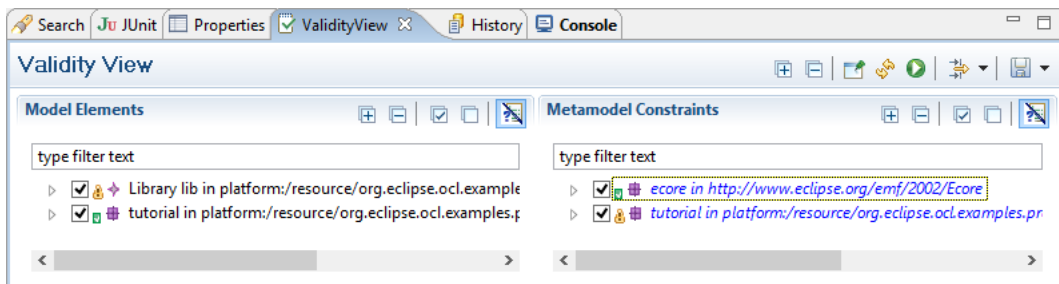 Search JUnit Properties ValidityView History Console
Validity View
Model Elements
Metamodel Constraints
type filter text
type filter text
Library lib in platform:/resource/org.eclipse.ocl.example
ecore in http://www.eclipse.org/emf/2002/Ecore
tutorial in platform:/resource/org.eclipse.ocl.examples.p
tutorial in platform:/resource/org.eclipse.ocl.examples.pr